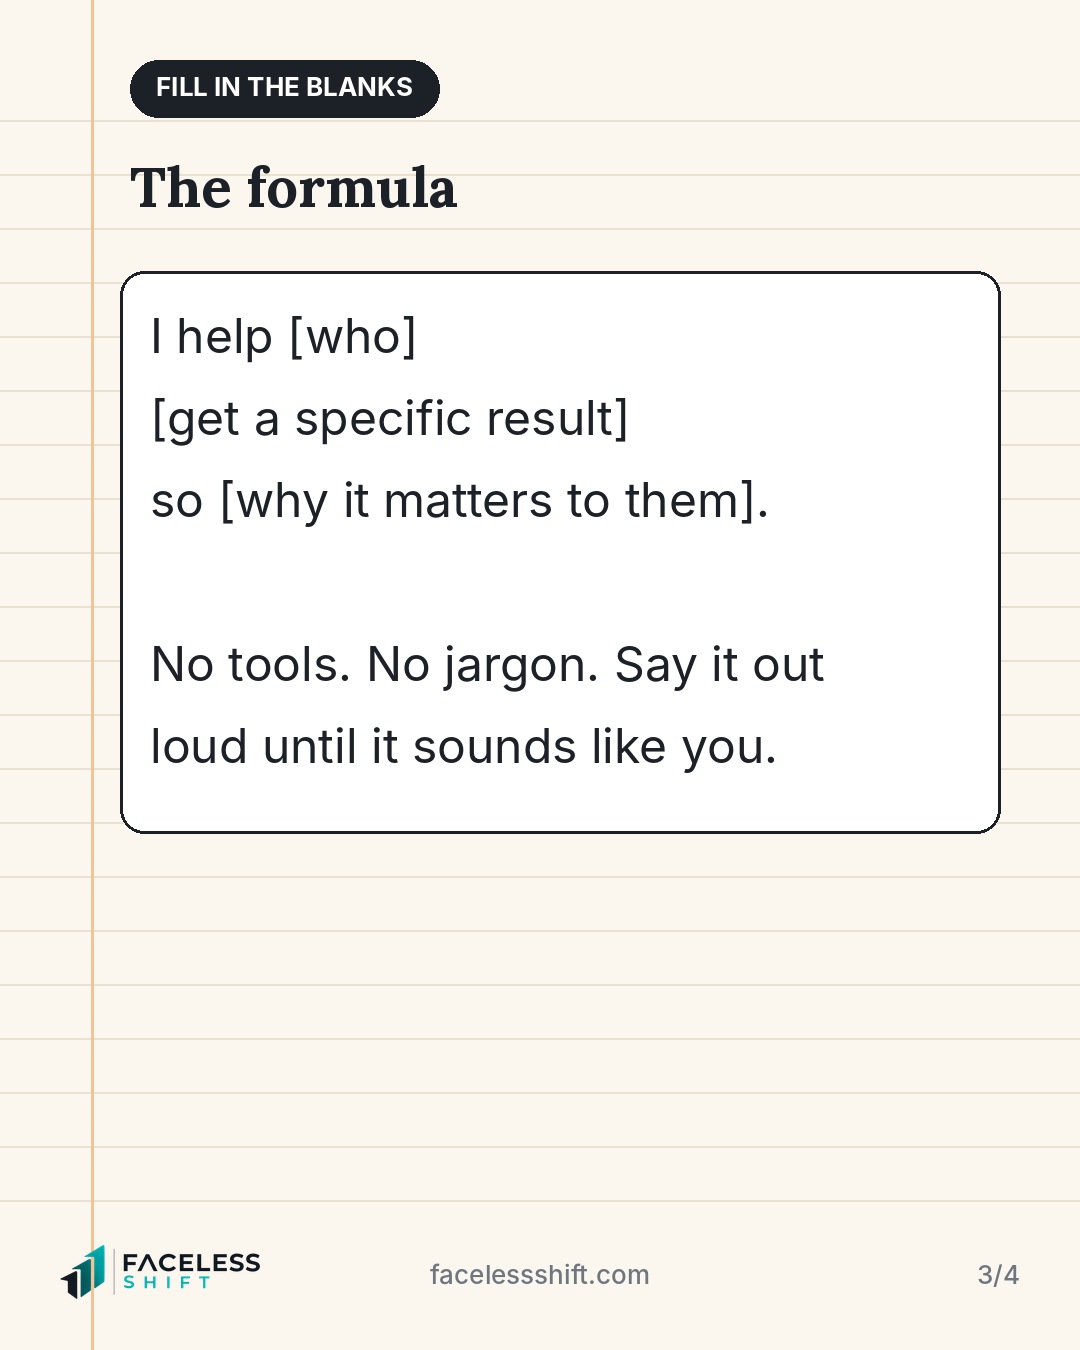 FILL IN THE BLANKS
The formula
I help [who]
[get a specific result]
so [why it matters to them].
No tools. No jargon. Say it out
loud until it sounds like you.
FACELESS
SHIFT
facelessshift.com
3/4